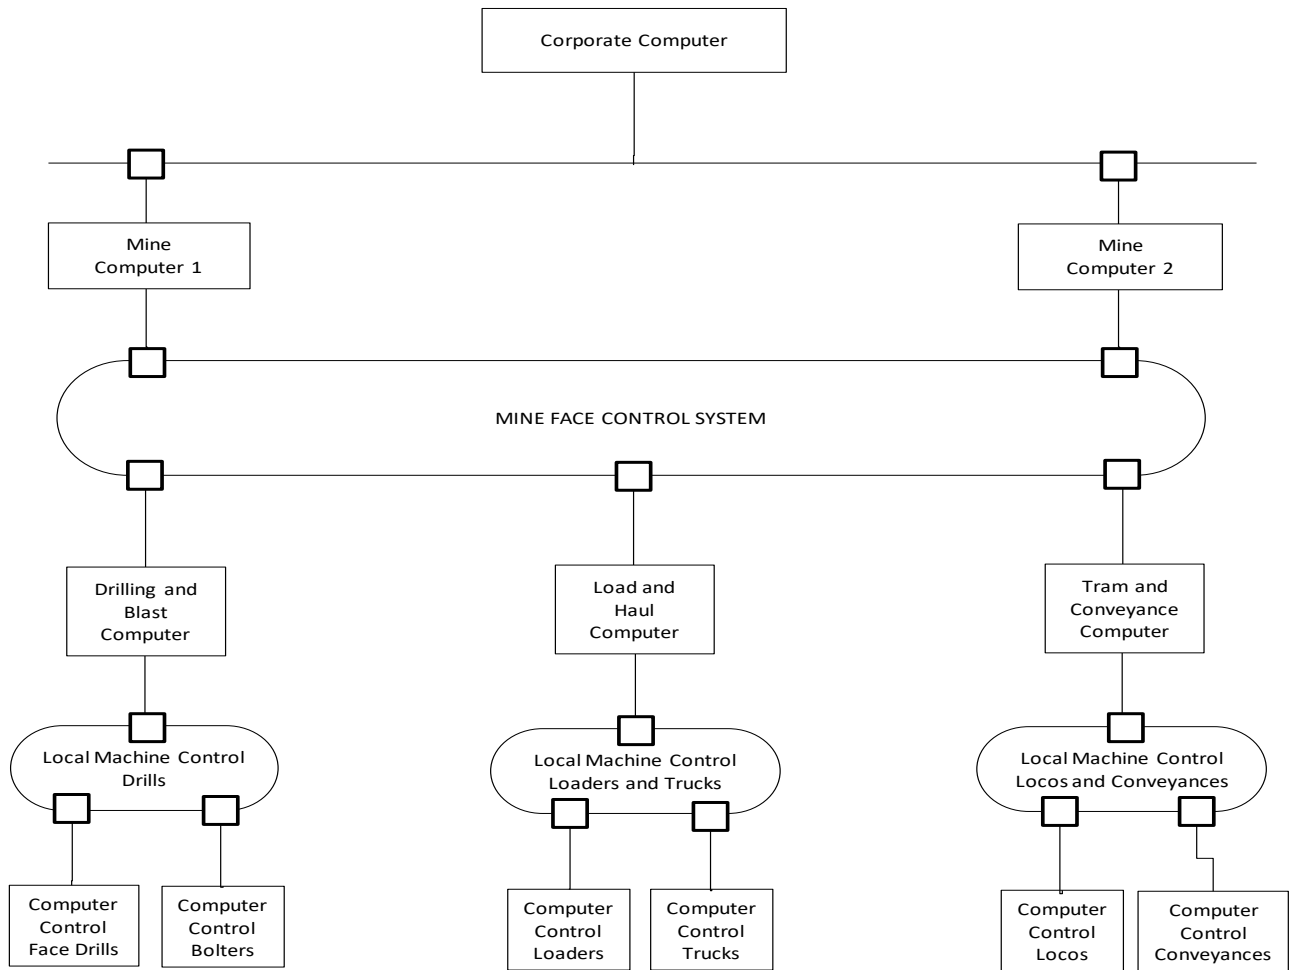 Corporate Computer
Mine
Computer 1
Mine
Computer 2
MINE FACE CONTROL SYSTEM
Drilling and
Blast
Computer
Load and
Haul
Computer
Tram and
Conveyance
Computer
Local Machine Control
Drills
Local Machine Control
Loaders and Trucks
Local Machine Control
Locos and Conveyances
Computer
Control
Face Drills
Computer
Control
Bolters
Computer
Control
Loaders
Computer
Control
Trucks
Computer
Control
Locos
Computer
Control
Conveyances